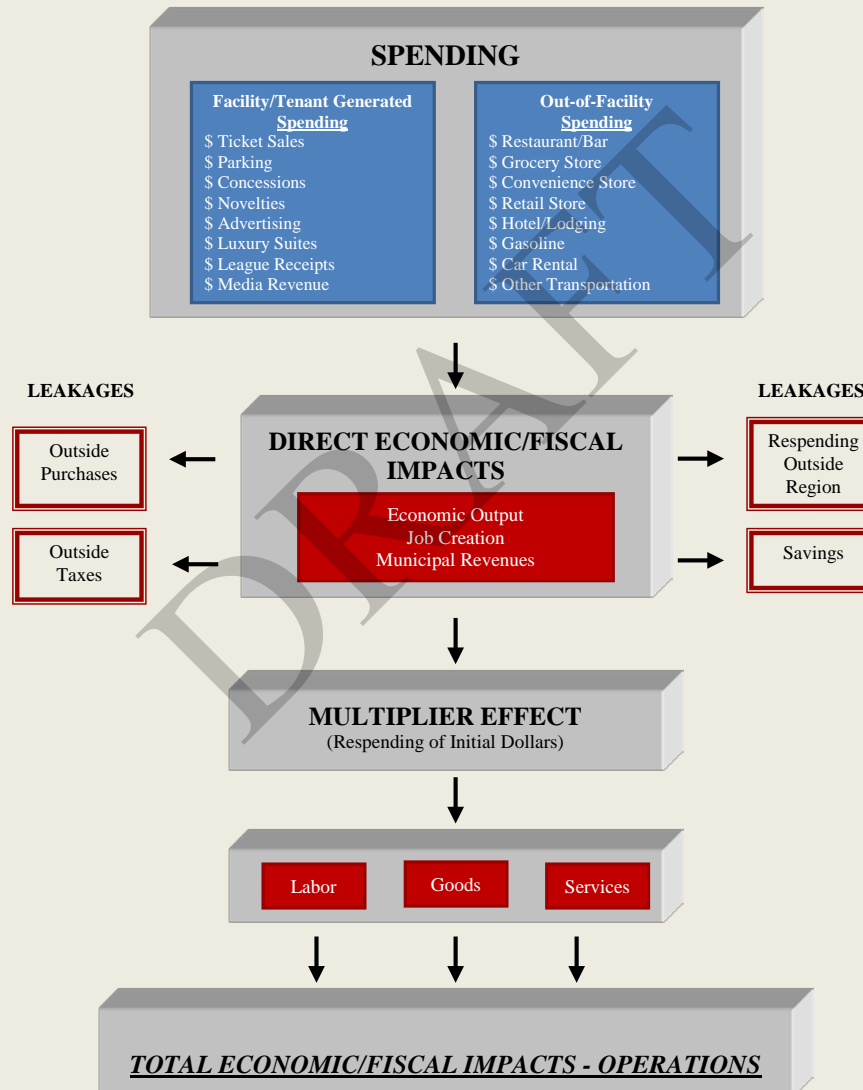 SPENDING
Facility/Tenant Generated
Spending
$ Ticket Sales
$ Parking
$ Concessions
$ Novelties
$ Advertising
$ Luxury Suites
$ League Receipts
$ Media Revenue
Out-of-Facility
Spending
$ Restaurant/Bar
$ Grocery Store
$ Convenience Store
$ Retail Store
$ Hotel/Lodging
$ Gasoline
$ Car Rental
$ Other Transportation
LEAKAGES
Outside
Purchases
Outside
Taxes
DIRECT ECONOMIC/FISCAL
IMPACTS
Economic Output
Job Creation
Municipal Revenues
LEAKAGES
Respending
Outside
Region
Savings
MULTIPLIER EFFECT
(Respending of Initial Dollars)
Labor
Goods
Services
TOTAL ECONOMIC/FISCAL IMPACTS - OPERATIONS
DRAFT